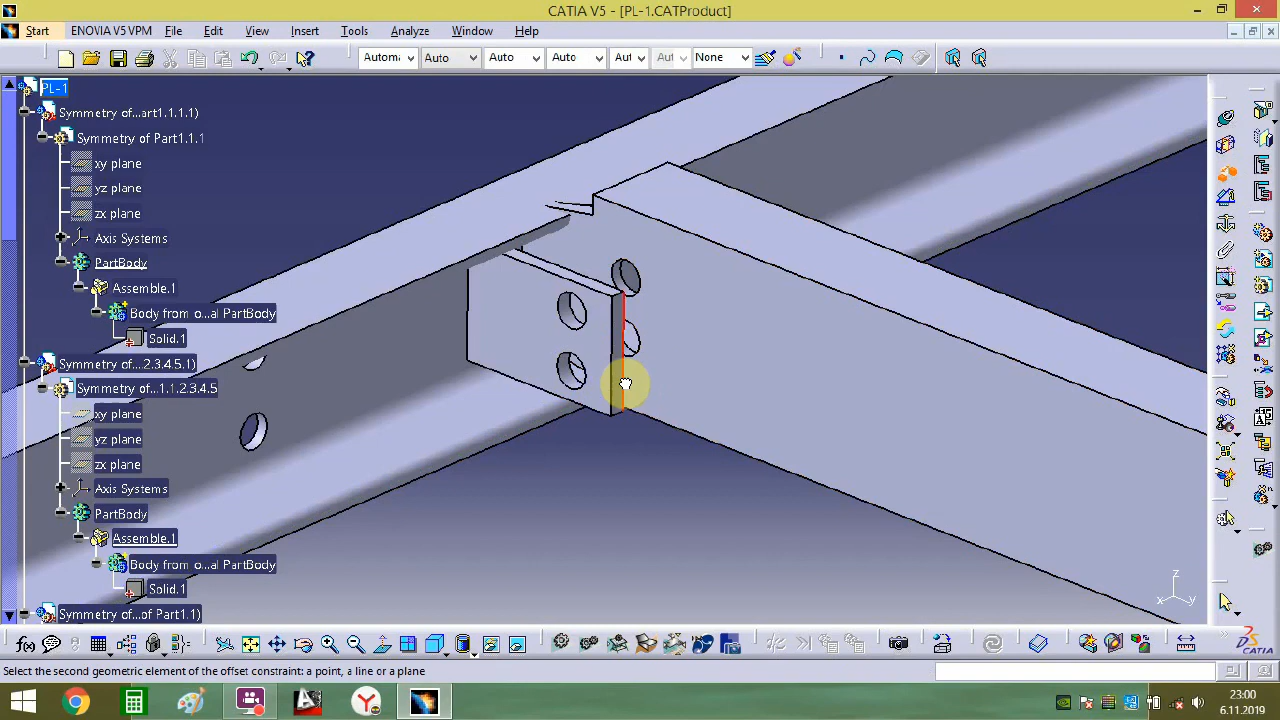 CATIA V5 - [PL-1.CATProduct]
Start ENOVIA V5 VPM File Edit View Insert Tools Analyze Window Help
Automa Auto Auto Auto Aut Aut None
PL-1
Symmetry of...art1.1.1.1)
Symmetry of Part1.1.1
xy plane
yz plane
zx plane
Axis Systems
PartBody
Assemble.1
Body from o...al PartBody
Solid.1
Symmetry of...2.3.4.5.1)
Symmetry of...1.1.2.3.4.5
xy plane
yz plane
zx plane
Axis Systems
PartBody
Assemble.1
Body from o...al PartBody
Solid.1
Symmetry of...of Part1.1)
z
x y
CATIA
Select the second geometric element of the offset constraint: a point, a line or a plane
23:00
6.11.2019